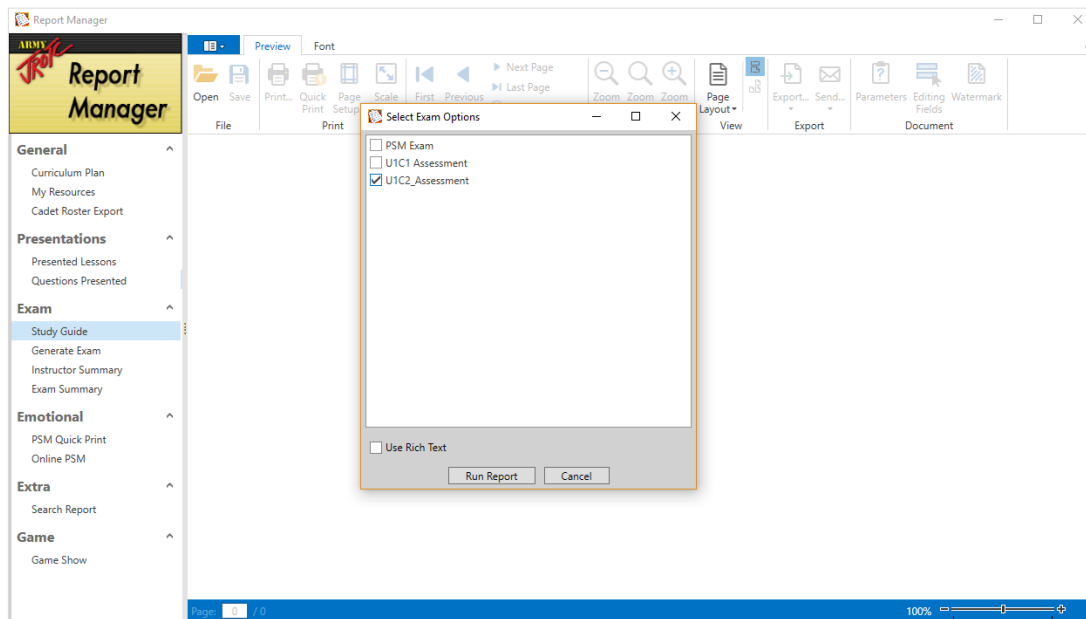 Report Manager
ARMY
JROTC
Report
Manager
Preview
Font
Open
Save
Print...
Quick
Print
Page
Setup
Scale
First
Previous
Next Page
Last Page
Zoom
Zoom
Zoom
Page
Layout
Export...
Send...
Parameters
Editing
Fields
Watermark
File
Print
View
Export
Document
General
Curriculum Plan
My Resources
Cadet Roster Export
Presentations
Presented Lessons
Questions Presented
Exam
Study Guide
Generate Exam
Instructor Summary
Exam Summary
Emotional
PSM Quick Print
Online PSM
Extra
Search Report
Game
Game Show
Select Exam Options
PSM Exam
U1C1 Assessment
U1C2_Assessment
Use Rich Text
Run Report
Cancel
Page: 0 / 0
100%